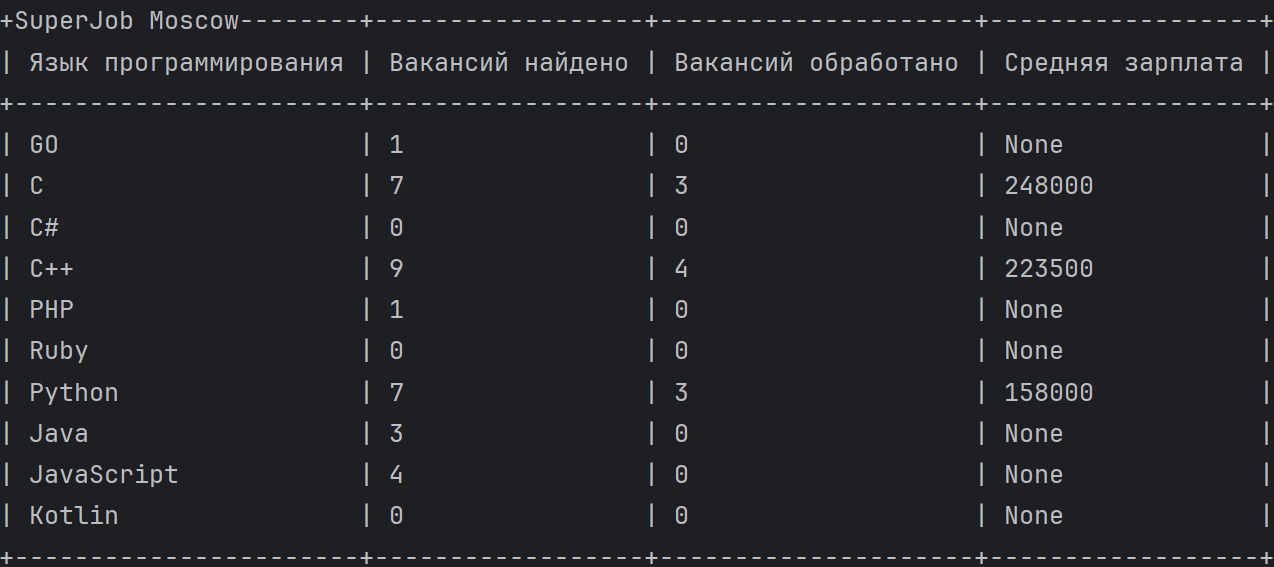 +SuperJob Moscow--------+------------------+---------------------+------------------+
| Язык программирования | Вакансий найдено | Вакансий обработано | Средняя зарплата |
+-----------------------+------------------+---------------------+------------------+
| GO                    | 1                | 0                   | None             |
| C                     | 7                | 3                   | 248000           |
| C#                    | 0                | 0                   | None             |
| C++                   | 9                | 4                   | 223500           |
| PHP                   | 1                | 0                   | None             |
| Ruby                  | 0                | 0                   | None             |
| Python                | 7                | 3                   | 158000           |
| Java                  | 3                | 0                   | None             |
| JavaScript            | 4                | 0                   | None             |
| Kotlin                | 0                | 0                   | None             |
+-----------------------+------------------+---------------------+------------------+